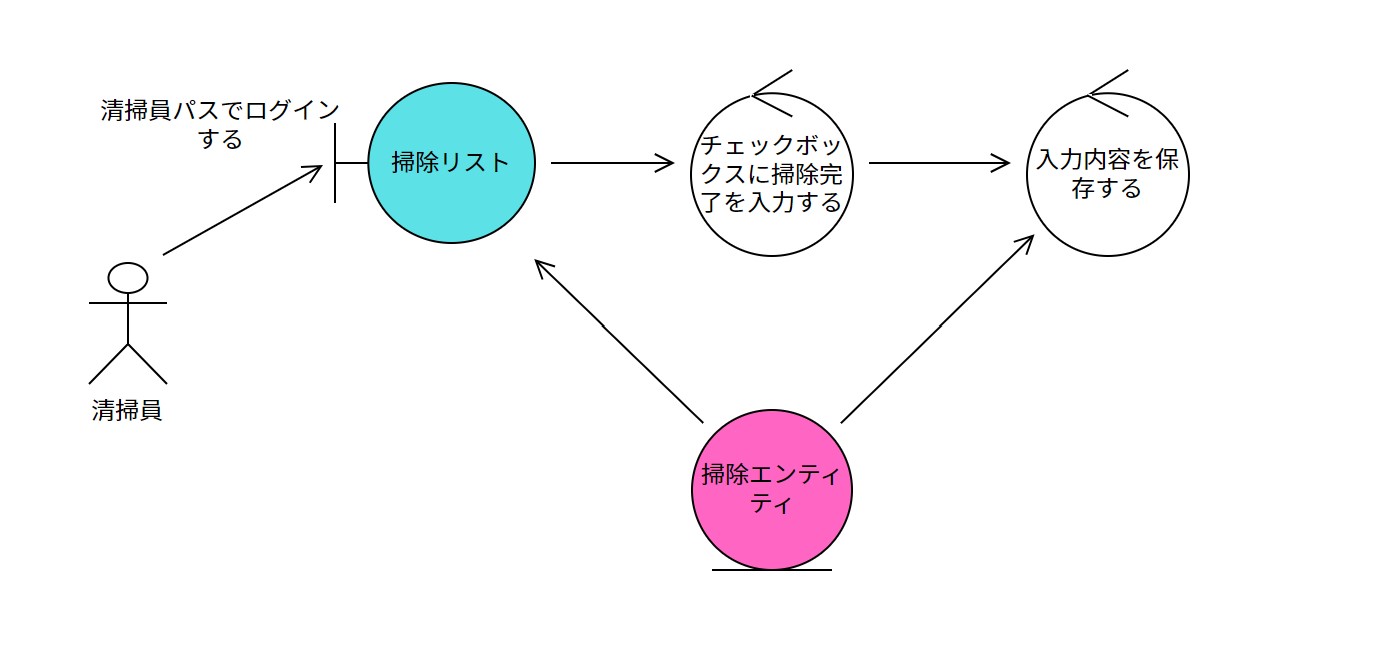 清掃員パスでログイン
する
掃除リスト
チェックボッ
クスに掃除完
了を入力する
入力内容を保
存する
清掃員
掃除エンティ
ティ